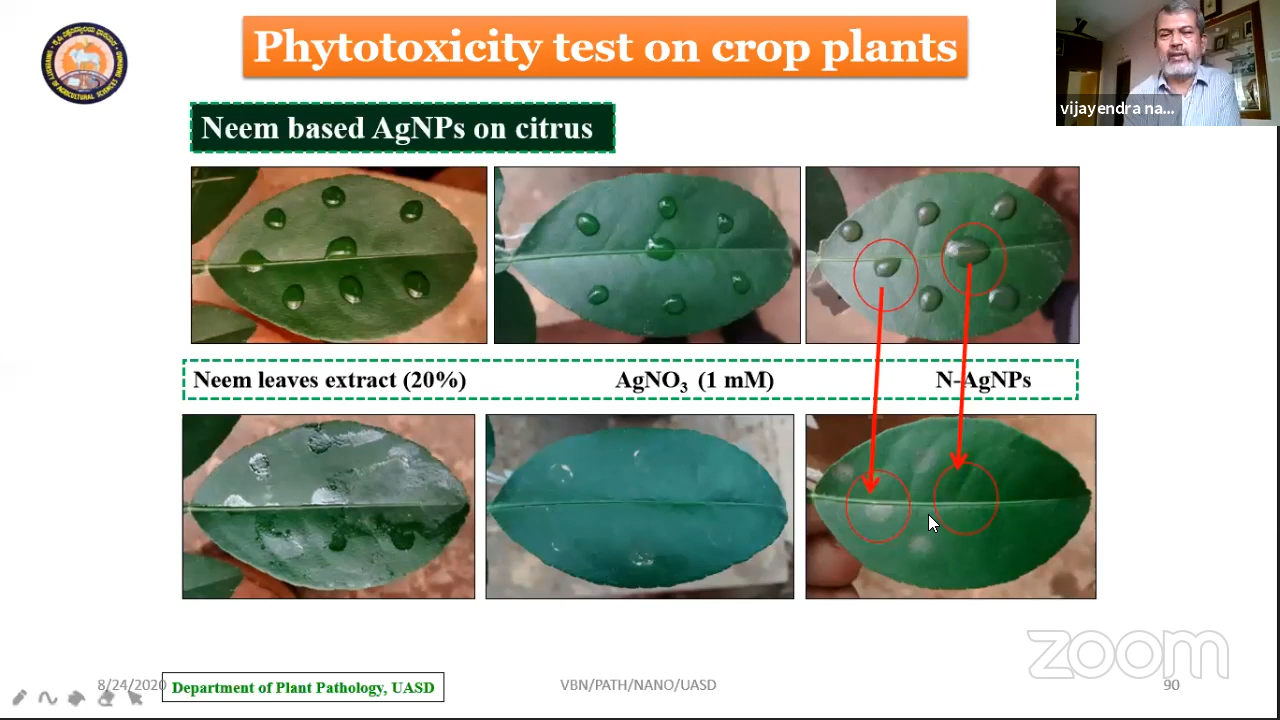 Phytotoxicity test on crop plants
vijayendra na...
Neem based AgNPs on citrus
Neem leaves extract (20%)
AgNO₃ (1 mM)
N-AgNPs
zoom
8/24/2020
Department of Plant Pathology, UASD
VBN/PATH/NANO/UASD
90